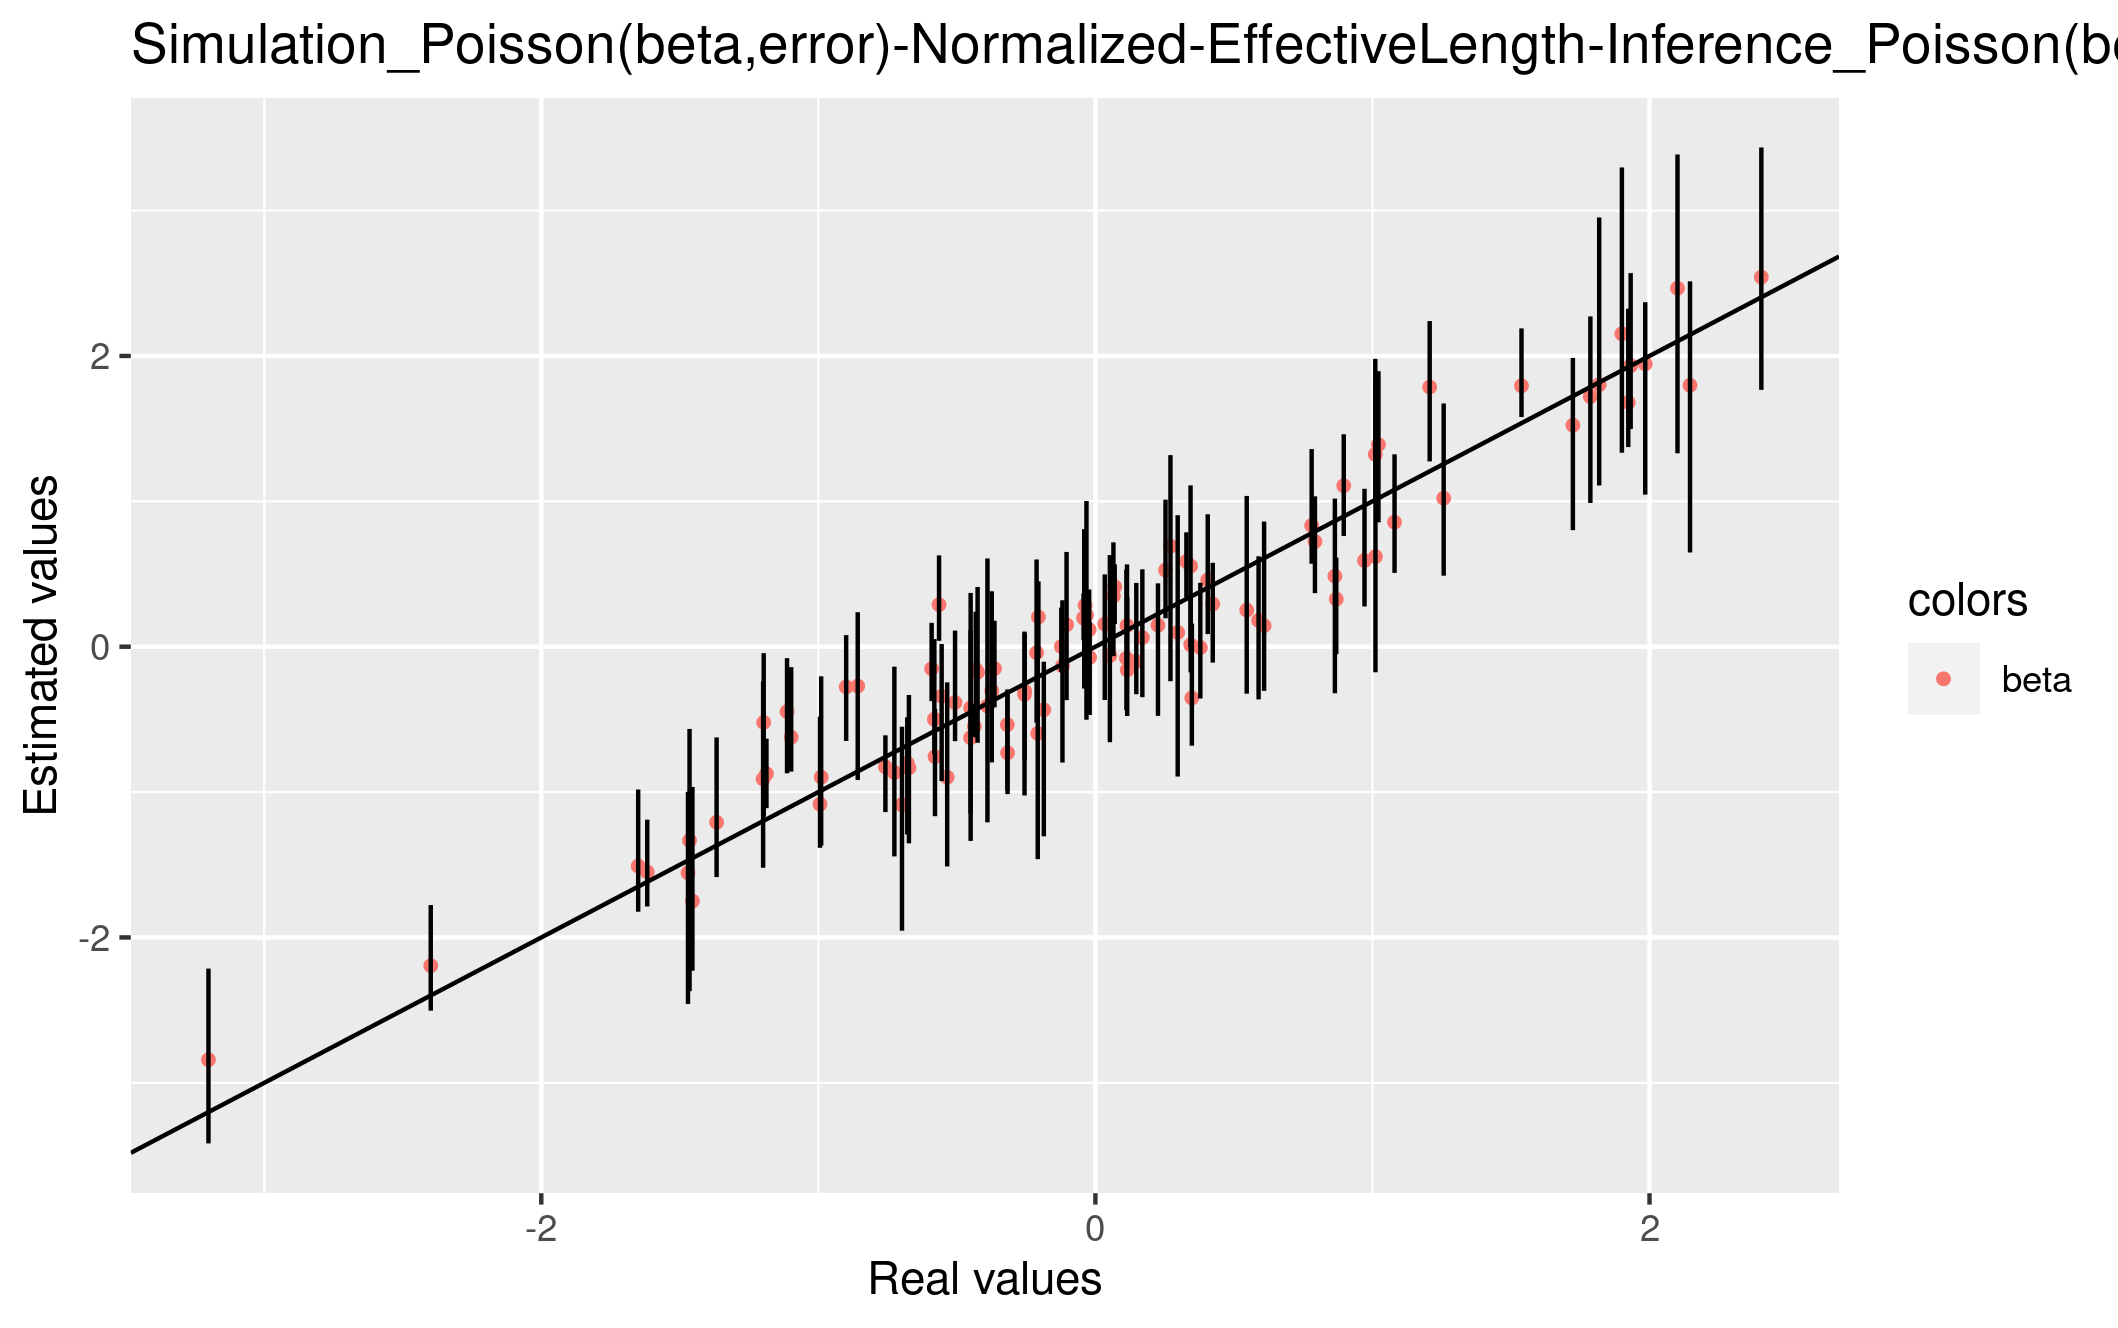 Simulation_Poisson(beta,error)-Normalized-EffectiveLength-Inference_Poisson(be
Estimated values
2
0
-2
-2
0
2
Real values
colors
beta